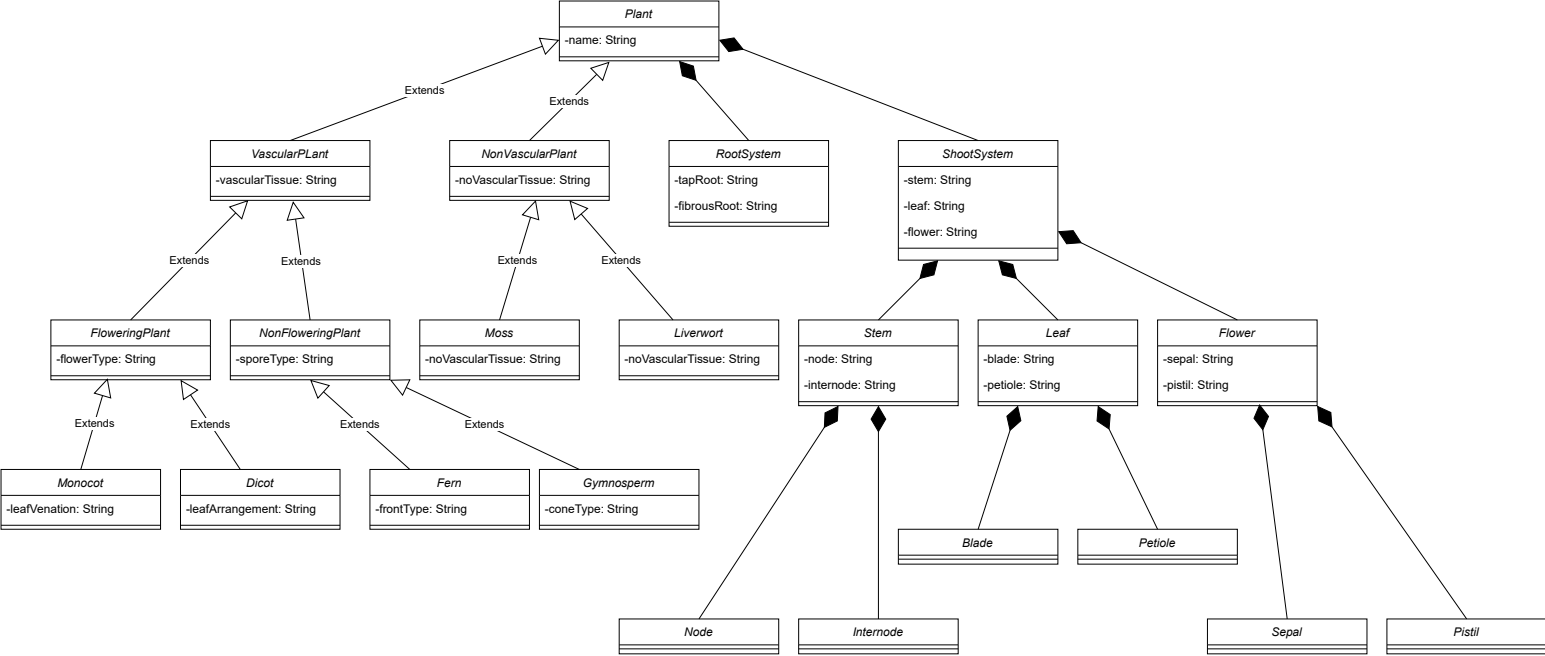 Plant
-name: String
Extends
Extends
VascularPLant
-vascularTissue: String
NonVascularPlant
-noVascularTissue: String
RootSystem
-tapRoot: String
-fibrousRoot: String
ShootSystem
-stem: String
-leaf: String
-flower: String
Extends
Extends
Extends
Extends
FloweringPlant
-flowerType: String
NonFloweringPlant
-sporeType: String
Moss
-noVascularTissue: String
Liverwort
-noVascularTissue: String
Stem
-node: String
-internode: String
Leaf
-blade: String
-petiole: String
Flower
-sepal: String
-pistil: String
Extends
Extends
Extends
Extends
Monocot
-leafVenation: String
Dicot
-leafArrangement: String
Fern
-frontType: String
Gymnosperm
-coneType: String
Blade
Petiole
Node
Internode
Sepal
Pistil